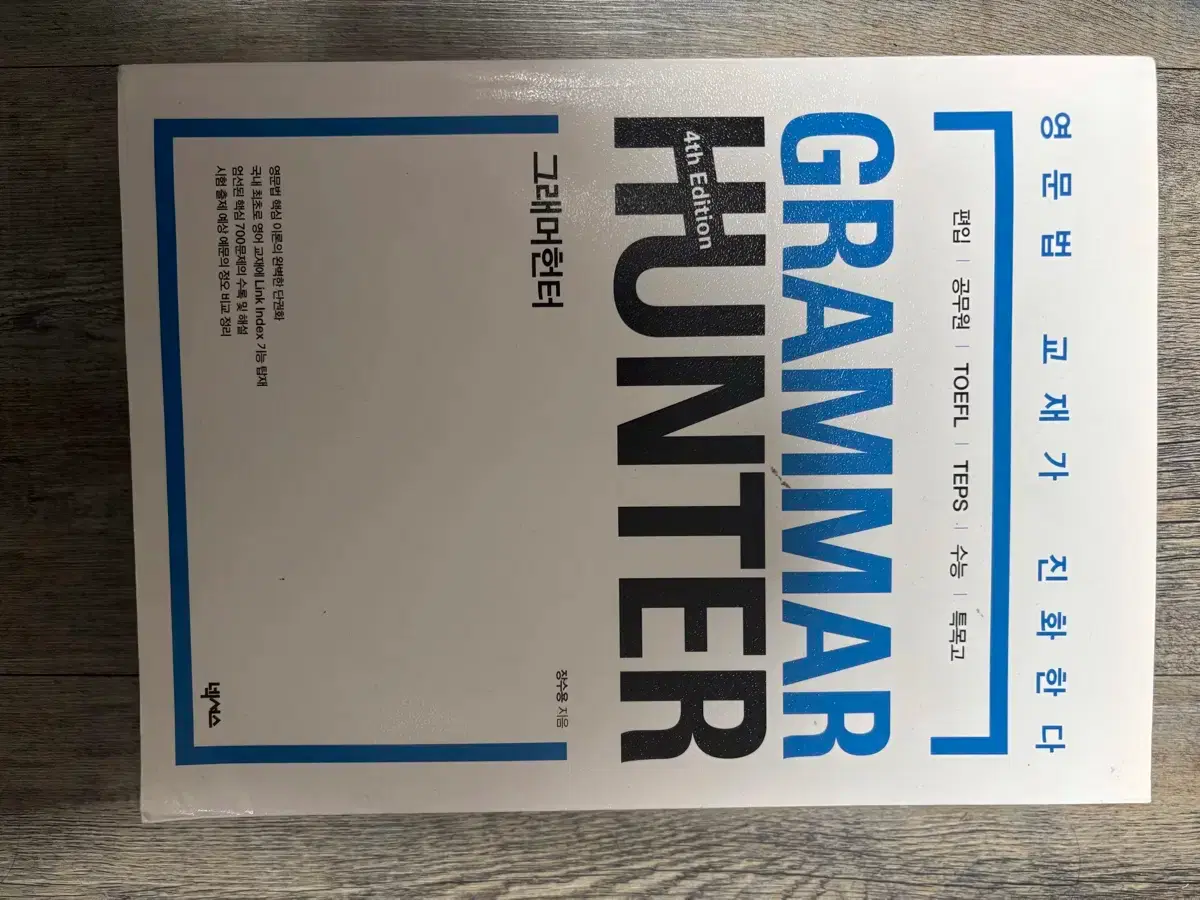 영문법 교재가 진화한다
편입 | 공무원 | TOEFL | TEPS | 수능 | 특목고
GRAMMAR
HUNTER
4th Edition
그래머헌터
장수용 지음
영문법 핵심 이론의 완벽한 단권화
국내 최초로 영어 교재에 Link Index 기능 탑재
엄선된 핵심 700문제의 수록 및 해설
시험 출제 예상 예문의 정오 비교 정리
넥서스